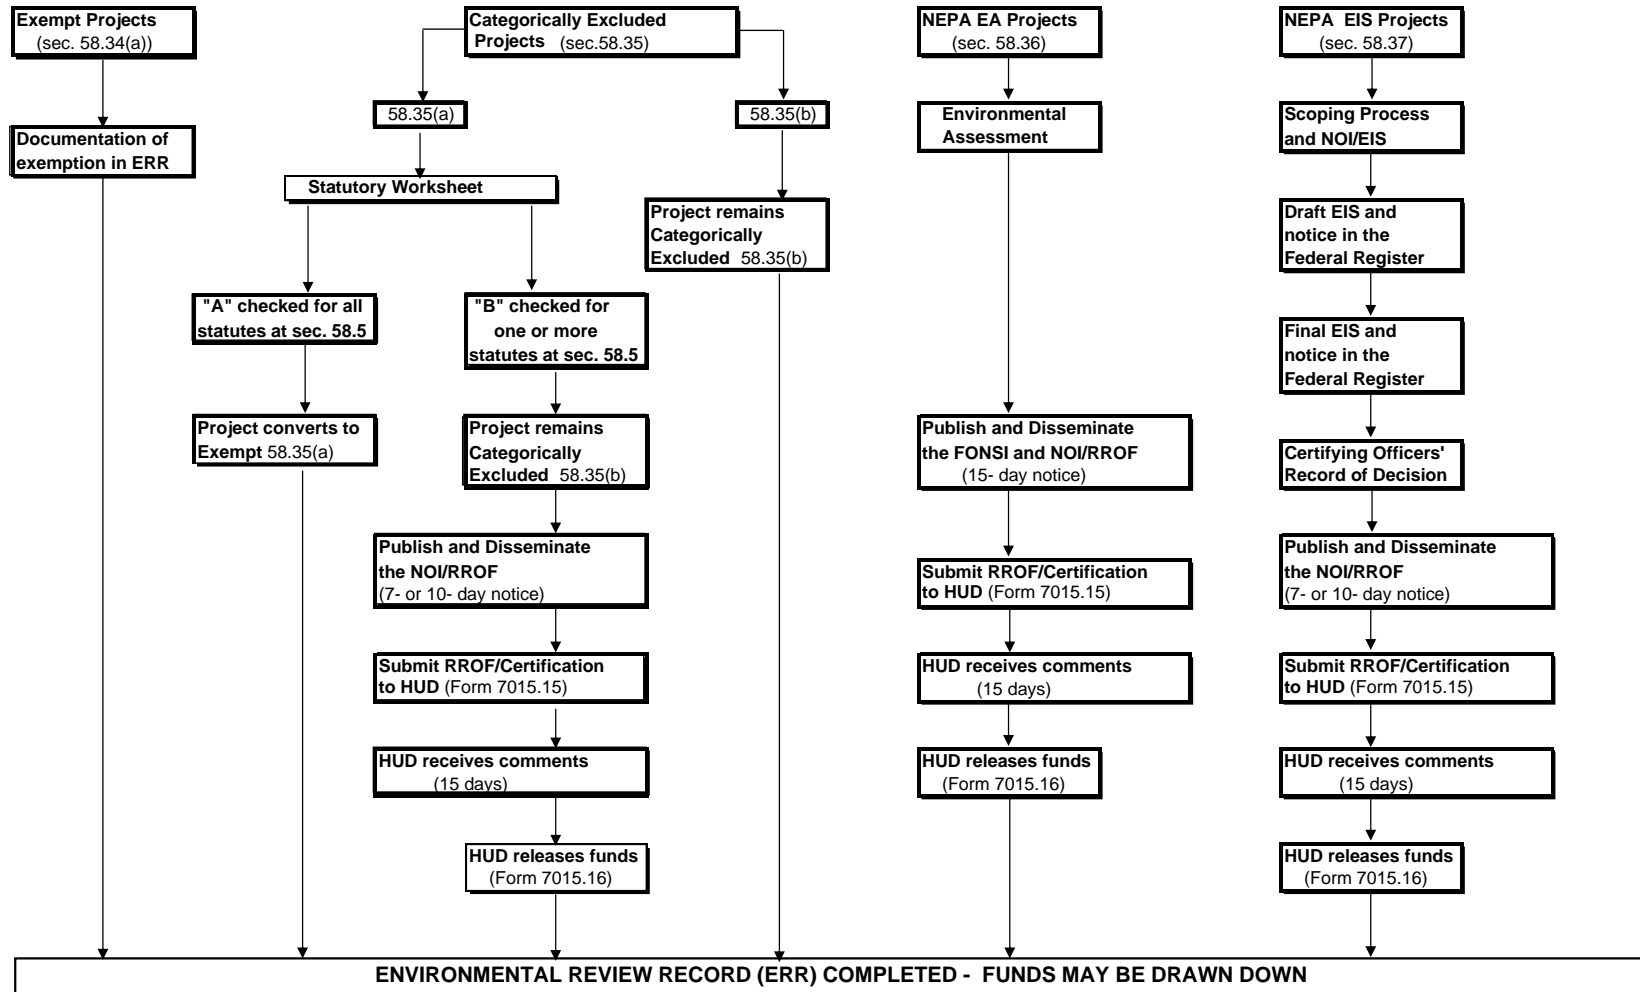 Exempt Projects
(sec. 58.34(a))
Documentation of
exemption in ERR
Categorically Excluded
Projects (sec.58.35)
58.35(a)
58.35(b)
Statutory Worksheet
Project remains
Categorically
Excluded 58.35(b)
"A" checked for all
statutes at sec. 58.5
"B" checked for
one or more
statutes at sec. 58.5
Project converts to
Exempt 58.35(a)
Project remains
Categorically
Excluded 58.35(b)
Publish and Disseminate
the NOI/RROF
(7- or 10- day notice)
Submit RROF/Certification
to HUD (Form 7015.15)
HUD receives comments
(15 days)
HUD releases funds
(Form 7015.16)
NEPA EA Projects
(sec. 58.36)
Environmental
Assessment
Publish and Disseminate
the FONSI and NOI/RROF
(15- day notice)
Submit RROF/Certification
to HUD (Form 7015.15)
HUD receives comments
(15 days)
HUD releases funds
(Form 7015.16)
NEPA EIS Projects
(sec. 58.37)
Scoping Process
and NOI/EIS
Draft EIS and
notice in the
Federal Register
Final EIS and
notice in the
Federal Register
Certifying Officers'
Record of Decision
Publish and Disseminate
the NOI/RROF
(7- or 10- day notice)
Submit RROF/Certification
to HUD (Form 7015.15)
HUD receives comments
(15 days)
HUD releases funds
(Form 7015.16)
ENVIRONMENTAL REVIEW RECORD (ERR) COMPLETED - FUNDS MAY BE DRAWN DOWN